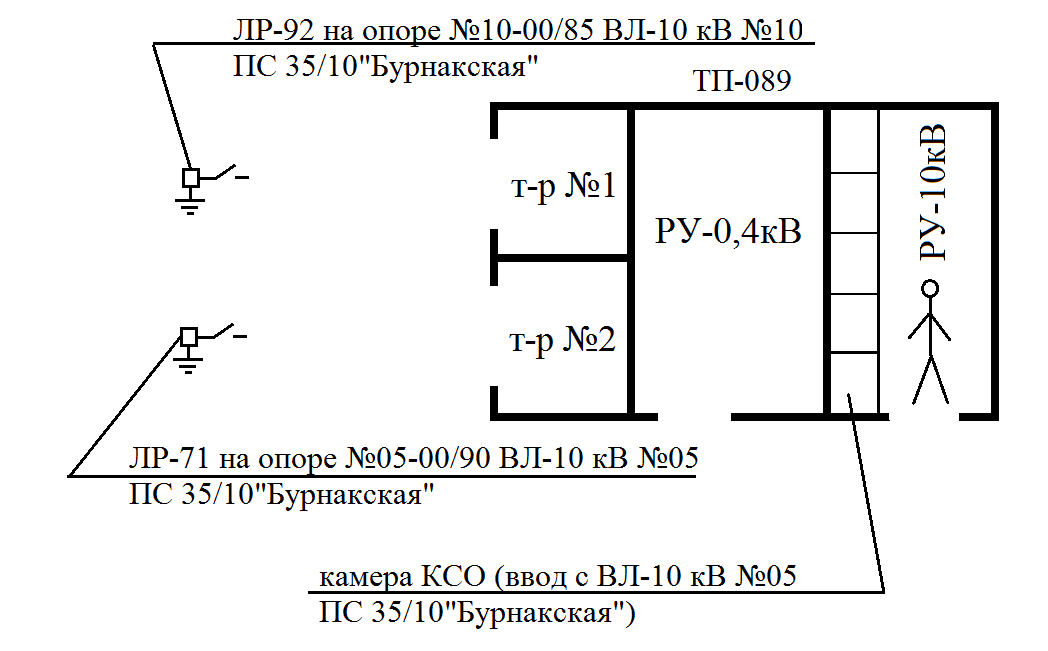 ЛР-92 на опоре №10-00/85 ВЛ-10 кВ №10
ПС 35/10"Бурнакская"
ТП-089
т-р №1
РУ-0,4кВ
РУ-10кВ
т-р №2
ЛР-71 на опоре №05-00/90 ВЛ-10 кВ №05
ПС 35/10"Бурнакская"
камера КСО (ввод с ВЛ-10 кВ №05
ПС 35/10"Бурнакская")